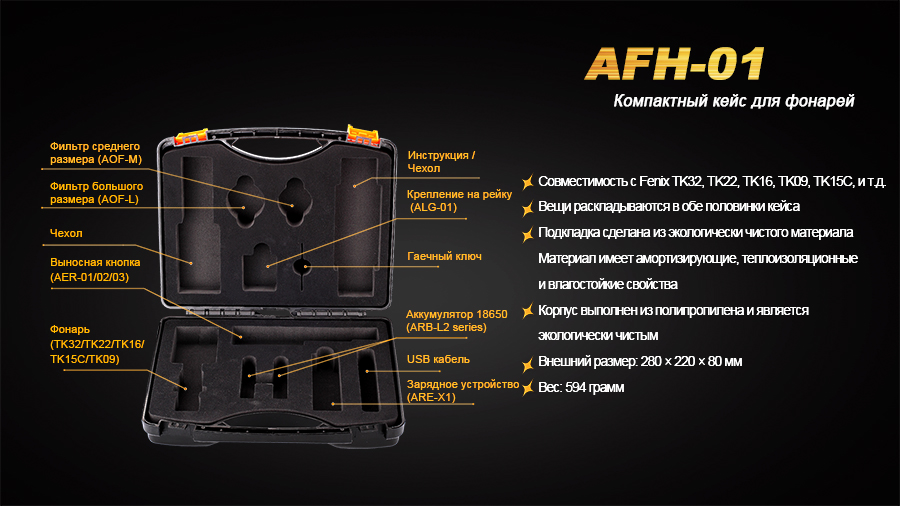 AFH-01
Компактный кейс для фонарей
Фильтр среднего
размера (AOF-M)
Фильтр большого
размера (AOF-L)
Чехол
Выносная кнопка
(AER-01/02/03)
Фонарь
(TK32/TK22/TK16/
TK15C/TK09)
Инструкция /
Чехол
Крепление на рейку
(ALG-01)
Гаечный ключ
Аккумулятор 18650
(ARB-L2 series)
USB кабель
Зарядное устройство
(ARE-X1)
Совместимость с Fenix TK32, TK22, TK16, TK09, TK15C, и т.д.
Вещи раскладываются в обе половинки кейса
Подкладка сделана из экологически чистого материала
Материал имеет амортизирующие, теплоизоляционные
и влагостойкие свойства
Корпус выполнен из полипропилена и является
экологически чистым
Внешний размер: 280 × 220 × 80 мм
Вес: 594 грамм